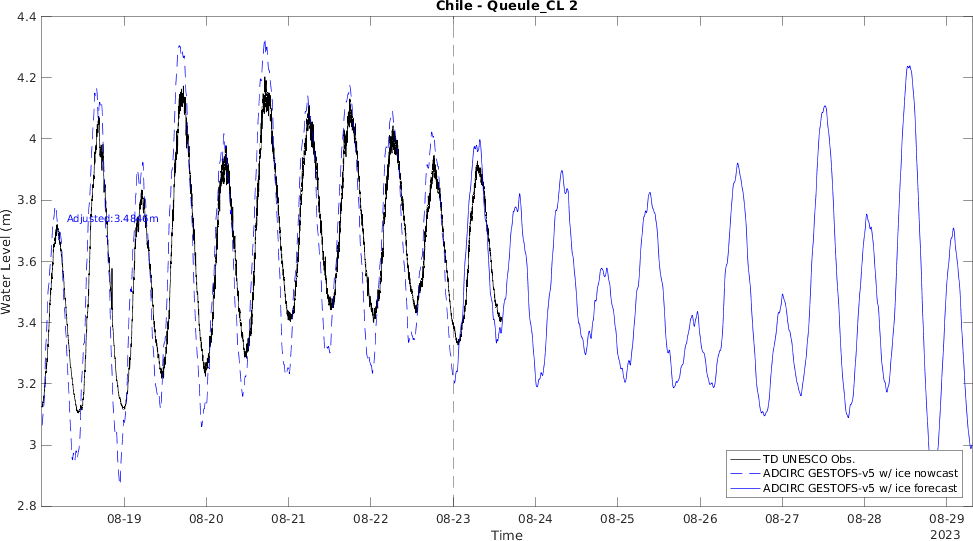 Chile - Queule_CL 2
4.4
4.2
4
3.8
3.6
3.4
3.2
3
2.8
Water Level (m)
Adjusted:3.4846m
TD UNESCO Obs.
ADCIRC GESTOFS-v5 w/ ice nowcast
ADCIRC GESTOFS-v5 w/ ice forecast
08-19 08-20 08-21 08-22 08-23 08-24 08-25 08-26 08-27 08-28 08-29
2023
Time